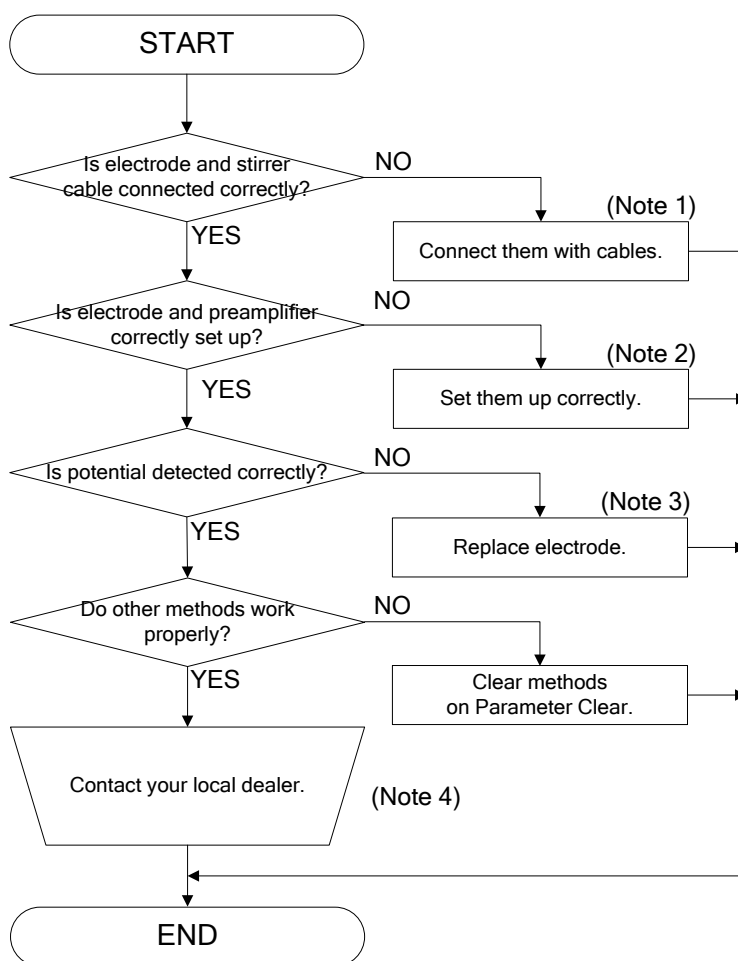 START
Is electrode and stirrer
cable connected correctly?
NO
(Note 1)
Connect them with cables.
YES
Is electrode and preamplifier
correctly set up?
NO
(Note 2)
Set them up correctly.
YES
Is potential detected correctly?
NO
(Note 3)
Replace electrode.
YES
Do other methods work
properly?
NO
Clear methods
on Parameter Clear.
YES
Contact your local dealer.
(Note 4)
END